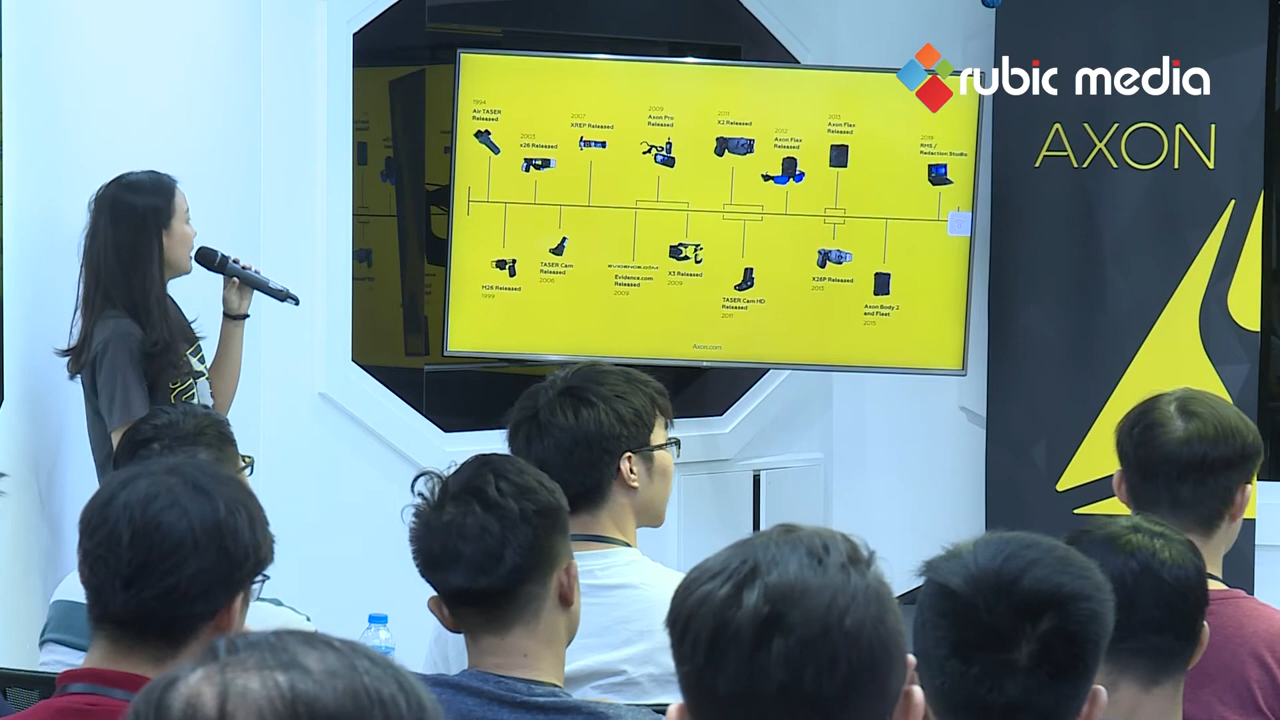 rubic media
AXON
1994
Air TASER
Released
2003
x26 Released
2007
XREP Released
2009
Axon Pro
Released
2011
X2 Released
2012
Axon Flex
Released
2013
Axon Flex
Released
2019
RMS /
Redaction Studio
M26 Released
1999
TASER Cam
Released
2006
EVIDENCE.COM
Evidence.com
Released
2009
X3 Released
2009
TASER Cam HD
Released
2011
X26P Released
2013
Axon Body 2
and Fleet
2015
Axon.com